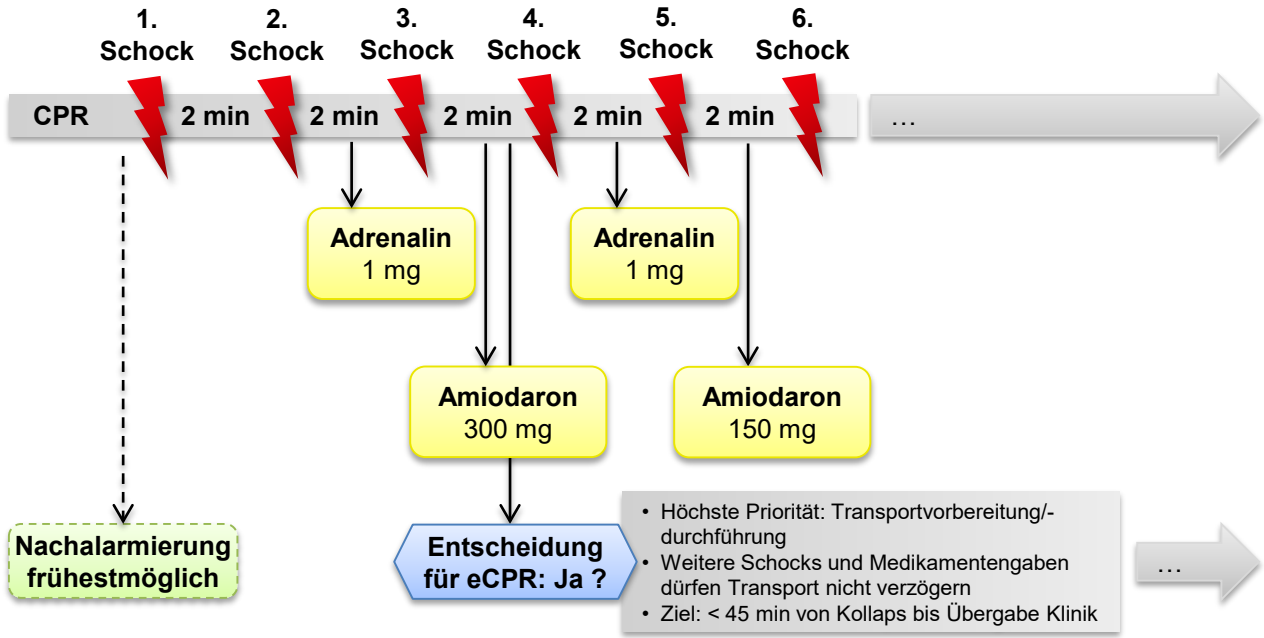 1. Schock
2. Schock
3. Schock
4. Schock
5. Schock
6. Schock
CPR
2 min
2 min
2 min
2 min
2 min
…
Adrenalin
1 mg
Adrenalin
1 mg
Amiodaron
300 mg
Amiodaron
150 mg
Nachalarmierung
frühestmöglich
Entscheidung
für eCPR: Ja ?
• Höchste Priorität: Transportvorbereitung/-
durchführung
• Weitere Schocks und Medikamentengaben
dürfen Transport nicht verzögern
• Ziel: < 45 min von Kollaps bis Übergabe Klinik
…